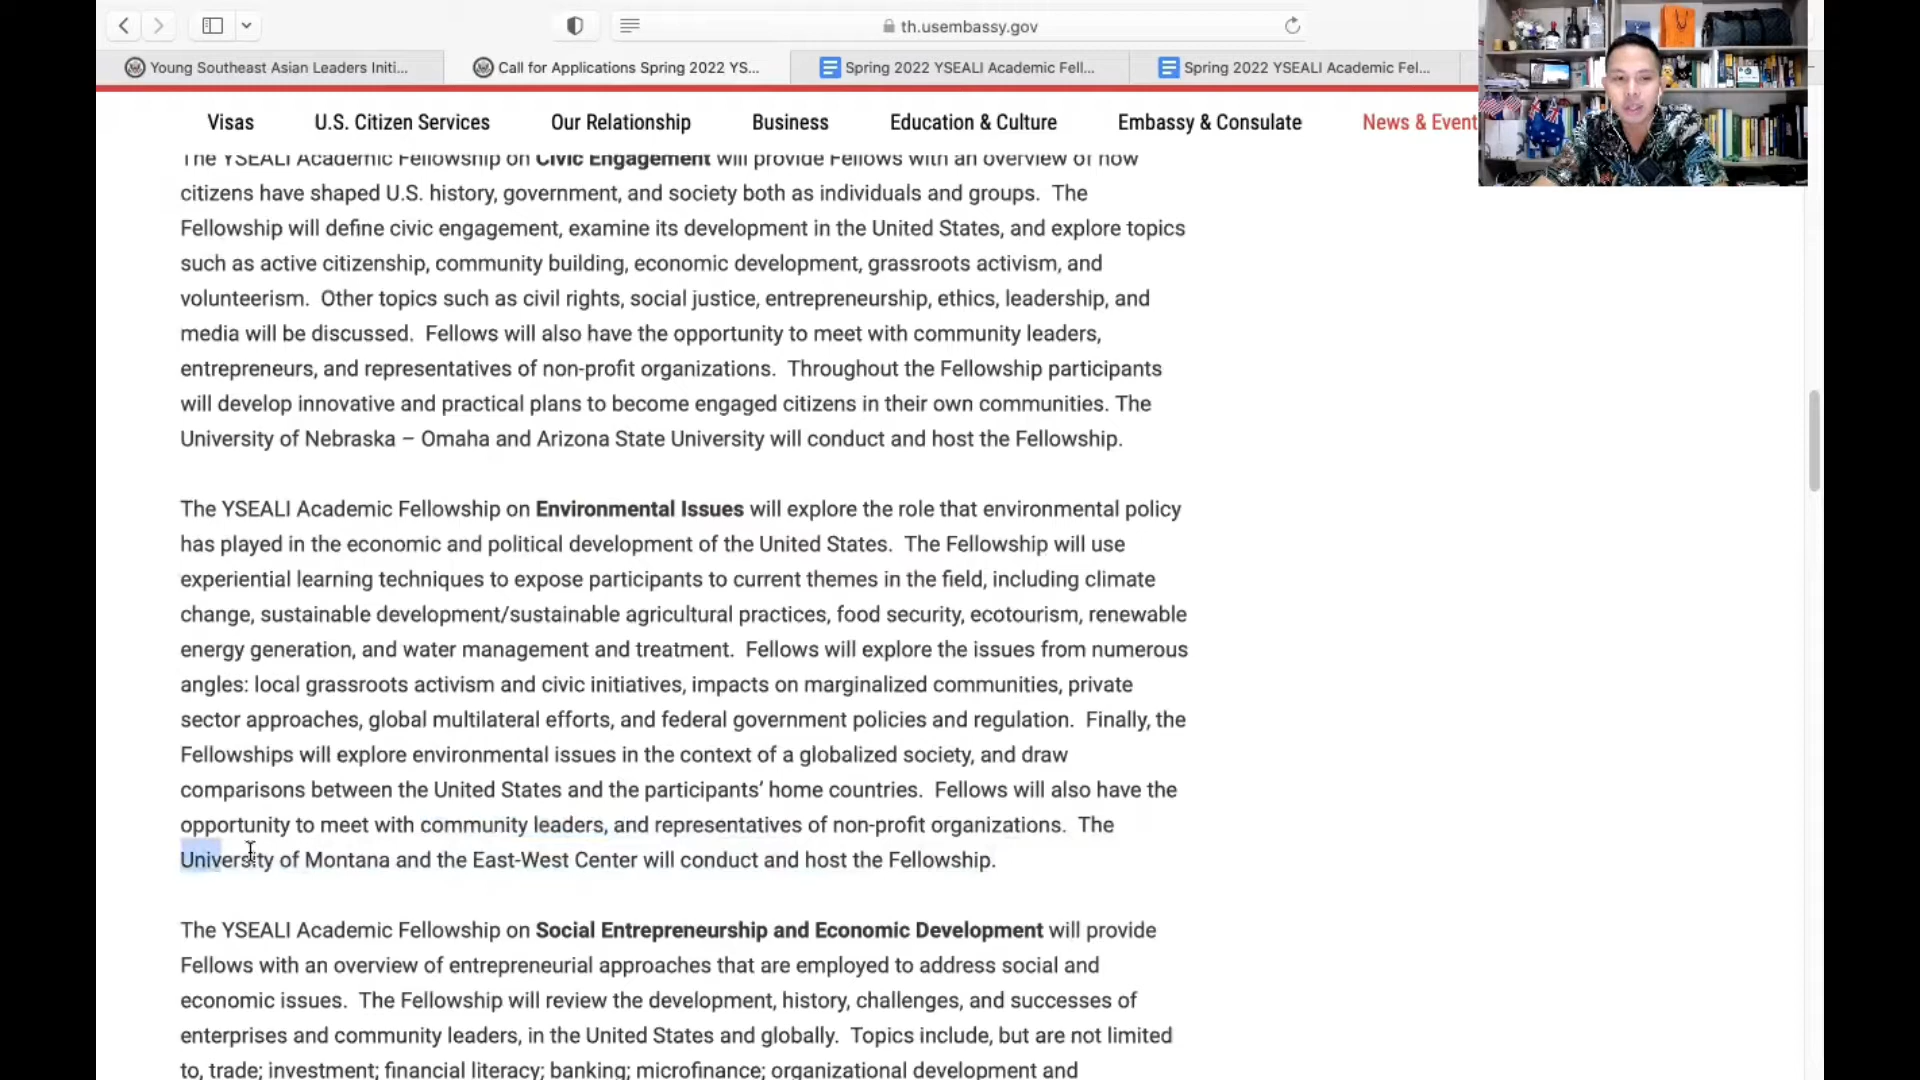 th.usembassy.gov
Young Southeast Asian Leaders Initi...
Call for Applications Spring 2022 YS...
Spring 2022 YSEALI Academic Fell...
Spring 2022 YSEALI Academic Fel...
Visas
U.S. Citizen Services
Our Relationship
Business
Education & Culture
Embassy & Consulate
News & Event
The YSEALI Academic Fellowship on Civic Engagement will provide Fellows with an overview of how
citizens have shaped U.S. history, government, and society both as individuals and groups. The
Fellowship will define civic engagement, examine its development in the United States, and explore topics
such as active citizenship, community building, economic development, grassroots activism, and
volunteerism. Other topics such as civil rights, social justice, entrepreneurship, ethics, leadership, and
media will be discussed. Fellows will also have the opportunity to meet with community leaders,
entrepreneurs, and representatives of non-profit organizations. Throughout the Fellowship participants
will develop innovative and practical plans to become engaged citizens in their own communities. The
University of Nebraska – Omaha and Arizona State University will conduct and host the Fellowship.
The YSEALI Academic Fellowship on Environmental Issues will explore the role that environmental policy
has played in the economic and political development of the United States. The Fellowship will use
experiential learning techniques to expose participants to current themes in the field, including climate
change, sustainable development/sustainable agricultural practices, food security, ecotourism, renewable
energy generation, and water management and treatment. Fellows will explore the issues from numerous
angles: local grassroots activism and civic initiatives, impacts on marginalized communities, private
sector approaches, global multilateral efforts, and federal government policies and regulation. Finally, the
Fellowships will explore environmental issues in the context of a globalized society, and draw
comparisons between the United States and the participants’ home countries. Fellows will also have the
opportunity to meet with community leaders, and representatives of non-profit organizations. The
University of Montana and the East-West Center will conduct and host the Fellowship.
The YSEALI Academic Fellowship on Social Entrepreneurship and Economic Development will provide
Fellows with an overview of entrepreneurial approaches that are employed to address social and
economic issues. The Fellowship will review the development, history, challenges, and successes of
enterprises and community leaders, in the United States and globally. Topics include, but are not limited
to, trade; investment; financial literacy; banking; microfinance; organizational development and